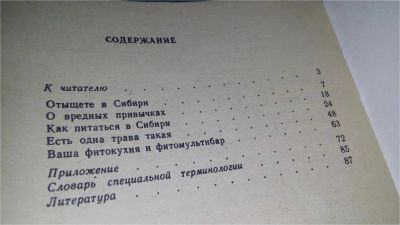 СОДЕРЖАНИЕ
К читателю . . . . . . . . 3
Отыщете в Сибири . . . . . . . 7
О вредных привычках . . . . . . . 18
Как питаться в Сибири . . . . . . 24
Есть одна трава такая . . . . . . 48
Ваша фитокухня и фитомультибар . . . . 63
Приложение . . . . . . . . 72
Словарь специальной терминологии . . . . 85
Литература . . . . . . . . 87